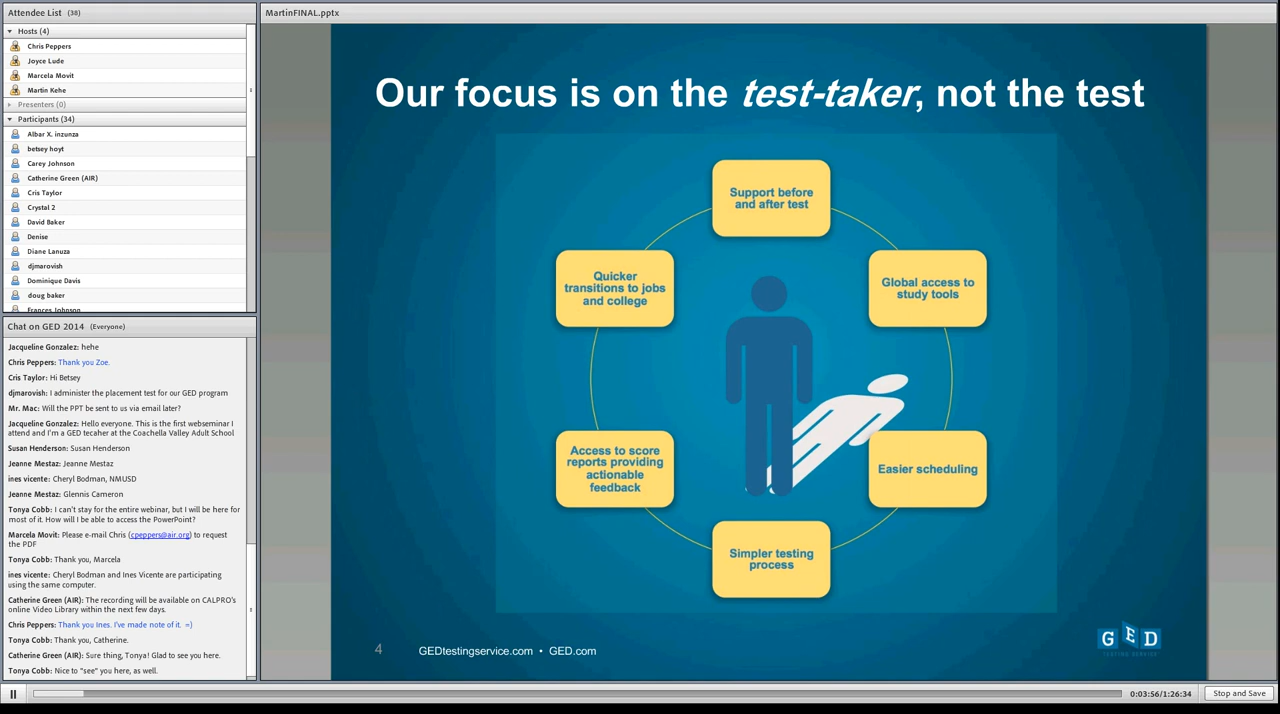 Attendee List (38)
Hosts (4)
Chris Peppers
Joyce Lude
Marcela Movit
Martin Kehe
Presenters (0)
Participants (34)
Albar X. inzunza
betsey hoyt
Carey Johnson
Catherine Green (AIR)
Cris Taylor
Crystal 2
David Baker
Denise
Diane Lanuza
djmarovish
Dominique Davis
doug baker
Frances Johnson
Chat on GED 2014 (Everyone)
Jacqueline Gonzalez: hehe
Chris Peppers: Thank you Zoe.
Cris Taylor: Hi Betsey
djmarovish: I administer the placement test for our GED program
Mr. Mac: Will the PPT be sent to us via email later?
Jacqueline Gonzalez: Hello everyone. This is the first webseminar I
attend and I'm a GED tecaher at the Coachella Valley Adult School
Susan Henderson: Susan Henderson
Jeanne Mestaz: Jeanne Mestaz
ines vicente: Cheryl Bodman, NMUSD
Jeanne Mestaz: Glennis Cameron
Tonya Cobb: I can't stay for the entire webinar, but I will be here for
most of it. How will I be able to access the PowerPoint?
Marcela Movit: Please e-mail Chris (cpeppers@air.org) to request
the PDF
Tonya Cobb: Thank you, Marcela
ines vicente: Cheryl Bodman and Ines Vicente are participating
using the same computer.
Catherine Green (AIR): The recording will be available on CALPRO's
online Video Library within the next few days.
Chris Peppers: Thank you Ines. I've made note of it. =)
Tonya Cobb: Thank you, Catherine.
Catherine Green (AIR): Sure thing, Tonya! Glad to see you here.
Tonya Cobb: Nice to "see" you here, as well.
MartinFINAL.pptx
Our focus is on the test-taker, not the test
Support before
and after test
Quicker
transitions to jobs
and college
Global access to
study tools
Access to score
reports providing
actionable
feedback
Easier scheduling
Simpler testing
process
4
GEDtestingservice.com • GED.com
GED
TESTING SERVICE
0:03:56/1:26:34
Stop and Save